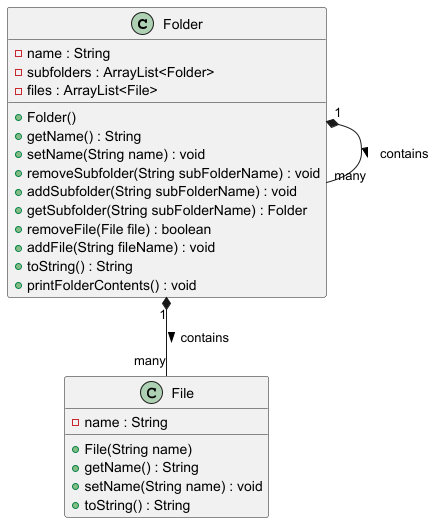 C Folder
name : String
subfolders : ArrayList<Folder>
files : ArrayList<File>
Folder()
getName() : String
setName(String name) : void
removeSubfolder(String subFolderName) : void
addSubfolder(String subFolderName) : void
getSubfolder(String subFolderName) : Folder
removeFile(File file) : boolean
addFile(String fileName) : void
toString() : String
printFolderContents() : void
1
contains
many
1
contains
many
C File
name : String
File(String name)
getName() : String
setName(String name) : void
toString() : String